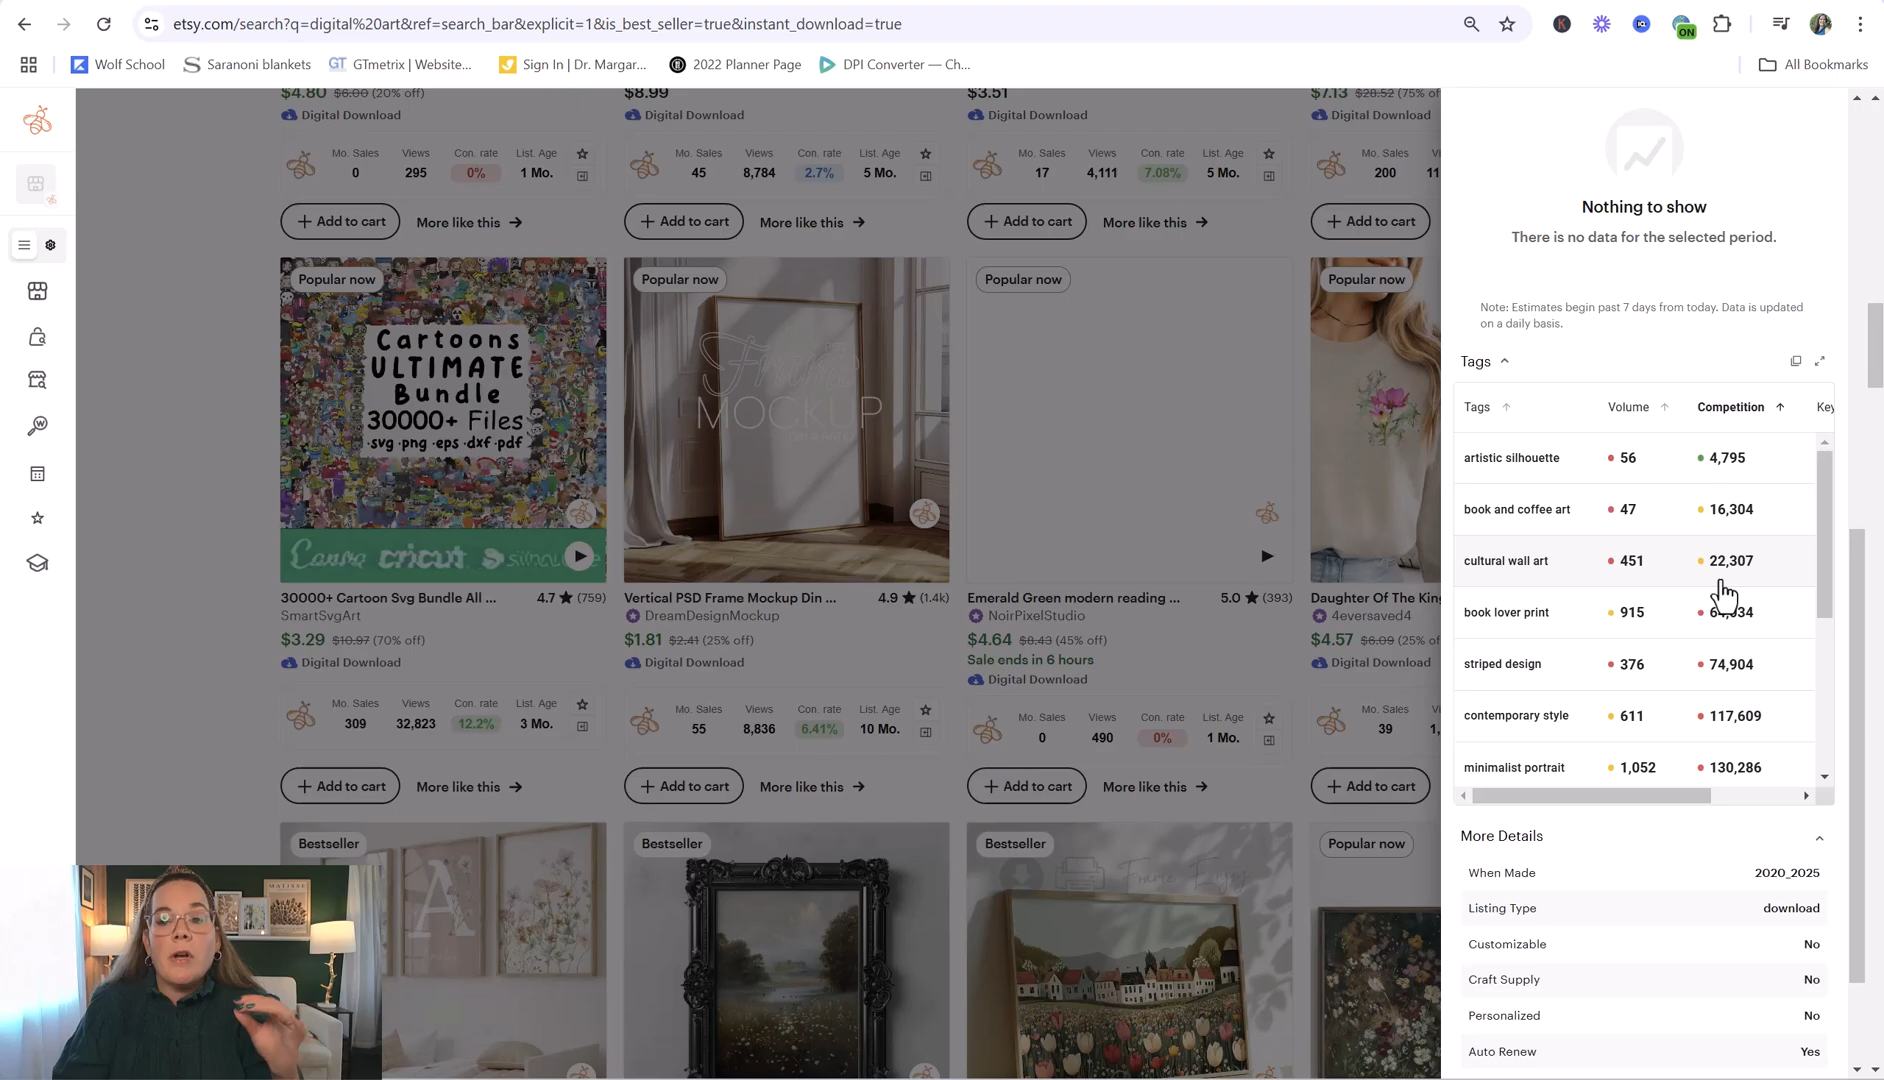 etsy.com/search?q=digital%20art&ref=search_bar&explicit=1&is_best_seller=true&instant_download=true
ON
Wolf School
Saranoni blankets
GT GTmetrix | Website...
Sign In | Dr. Margar...
2022 Planner Page
DPI Converter — Ch...
All Bookmarks
$4.80 $6.00 (20% off)
Digital Download
$8.99
Digital Download
$3.51
Digital Download
$7.13 $28.52 (75% of
Digital Download
Mo. Sales Views Con. rate List. Age
0 295 0% 1 Mo.
Mo. Sales Views Con. rate List. Age
45 8,784 2.7% 5 Mo.
Mo. Sales Views Con. rate List. Age
17 4,111 7.08% 5 Mo.
Mo. Sales Vi
200 11
Add to cart More like this
Add to cart More like this
Add to cart More like this
Add to cart
Popular now
Cartoons
ULTIMATE
Bundle
30000+ Files
·svg ·png ·eps ·dxf ·pdf
Canva cricut silhouette
Popular now
Frame
MOCKUP
Popular now
Popular now
30000+ Cartoon Svg Bundle All ... 4.7 (759)
SmartSvgArt
$3.29 $10.97 (70% off)
Digital Download
Vertical PSD Frame Mockup Din ... 4.9 (1.4k)
DreamDesignMockup
$1.81 $2.41 (25% off)
Digital Download
Emerald Green modern reading ... 5.0 (393)
NoirPixelStudio
$4.64 $8.43 (45% off)
Sale ends in 6 hours
Digital Download
Daughter Of The King
4eversaved4
$4.57 $6.09 (25% o
Digital Download
Mo. Sales Views Con. rate List. Age
309 32,823 12.2% 3 Mo.
Mo. Sales Views Con. rate List. Age
55 8,836 6.41% 10 Mo.
Mo. Sales Views Con. rate List. Age
0 490 0% 1 Mo.
Mo. Sales Vi
39 1,
Add to cart More like this
Add to cart More like this
Add to cart More like this
Add to cart
Bestseller
A
Bestseller
Bestseller
Popular now
MATISSE
Nothing to show
There is no data for the selected period.
Note: Estimates begin past 7 days from today. Data is updated
on a daily basis.
Tags
Tags Volume Competition Key
artistic silhouette 56 4,795
book and coffee art 47 16,304
cultural wall art 451 22,307
book lover print 915
striped design 376 74,904
contemporary style 611 117,609
minimalist portrait 1,052 130,286
More Details
When Made 2020_2025
Listing Type download
Customizable No
Craft Supply No
Personalized No
Auto Renew Yes